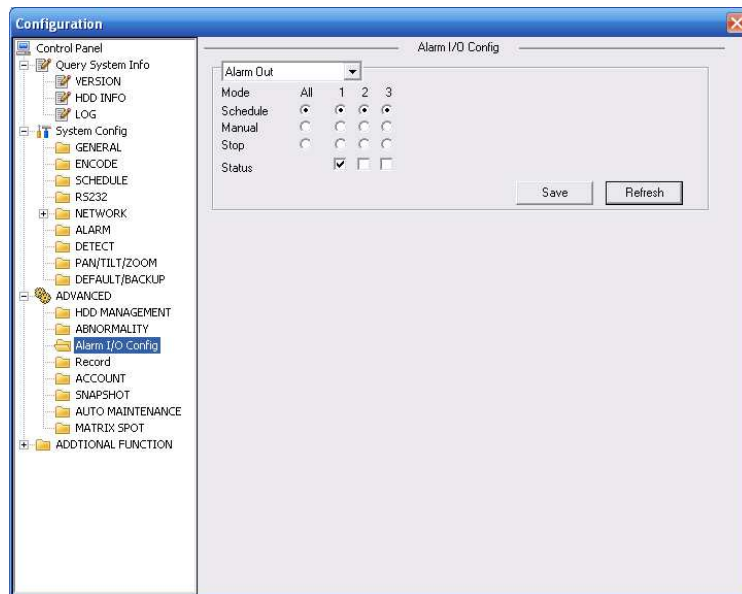 Configuration
Control Panel
Query System Info
VERSION
HDD INFO
LOG
System Config
GENERAL
ENCODE
SCHEDULE
RS232
NETWORK
ALARM
DETECT
PAN/TILT/ZOOM
DEFAULT/BACKUP
ADVANCED
HDD MANAGEMENT
ABNORMALITY
Alarm I/O Config
Record
ACCOUNT
SNAPSHOT
AUTO MAINTENANCE
MATRIX SPOT
ADDTIONAL FUNCTION
Alarm I/O Config
Alarm Out
Mode All 1 2 3
Schedule
Manual
Stop
Status
Save Refresh